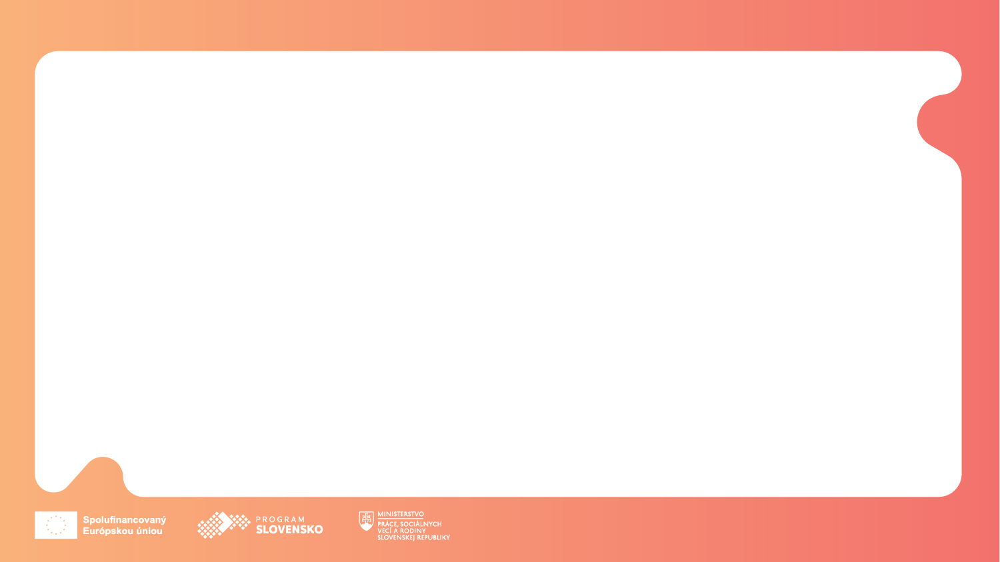 Spolufinancovaný
Európskou úniou
PROGRAM
SLOVENSKO
MINISTERSTVO
PRÁCE, SOCIÁLNYCH
VECÍ A RODINY
SLOVENSKEJ REPUBLIKY